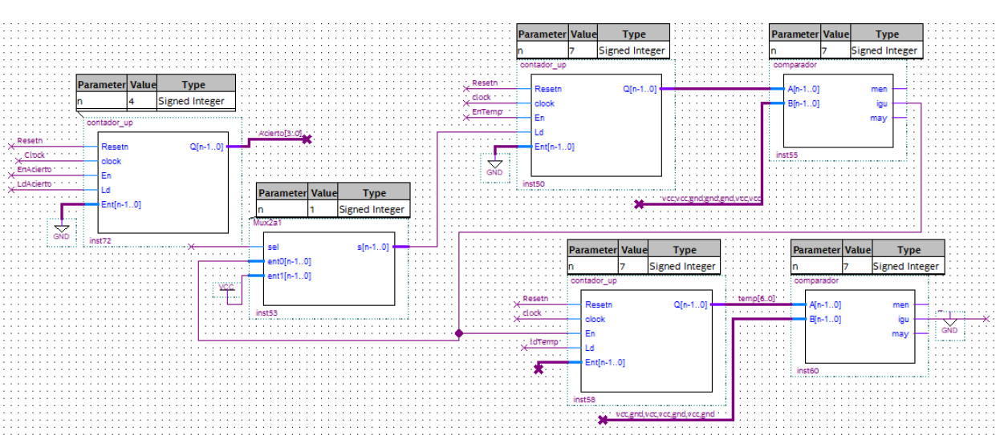 Parameter Value Type
n 7 Signed Integer
contador_up
Resetn
clock
EnTemp
Resetn
clock
En
Ld
Ent[n-1..0]
Q[n-1..0]
GND
inst50
Parameter Value Type
n 7 Signed Integer
comparador
A[n-1..0]
B[n-1..0]
men
igu
may
inst55
vcc,vcc,gnd,gnd,gnd,vcc,vcc
Parameter Value Type
n 4 Signed Integer
contador_up
Resetn
Clock
EnAcierto
LdAcierto
Resetn
clock
En
Ld
Ent[n-1..0]
Q[n-1..0]
Acierto[3..0]
GND
inst72
Parameter Value Type
n 1 Signed Integer
Mux2a1
sel
ent0[n-1..0]
ent1[n-1..0]
s[n-1..0]
VCC
inst53
Parameter Value Type
n 7 Signed Integer
contador_up
Resetn
clock
ldTemp
Resetn
clock
En
Ld
Ent[n-1..0]
Q[n-1..0]
temp[6..0]
inst58
Parameter Value Type
n 7 Signed Integer
comparador
A[n-1..0]
B[n-1..0]
men
igu
may
GND
inst60
vcc,gnd,vcc,vcc,gnd,vcc,gnd